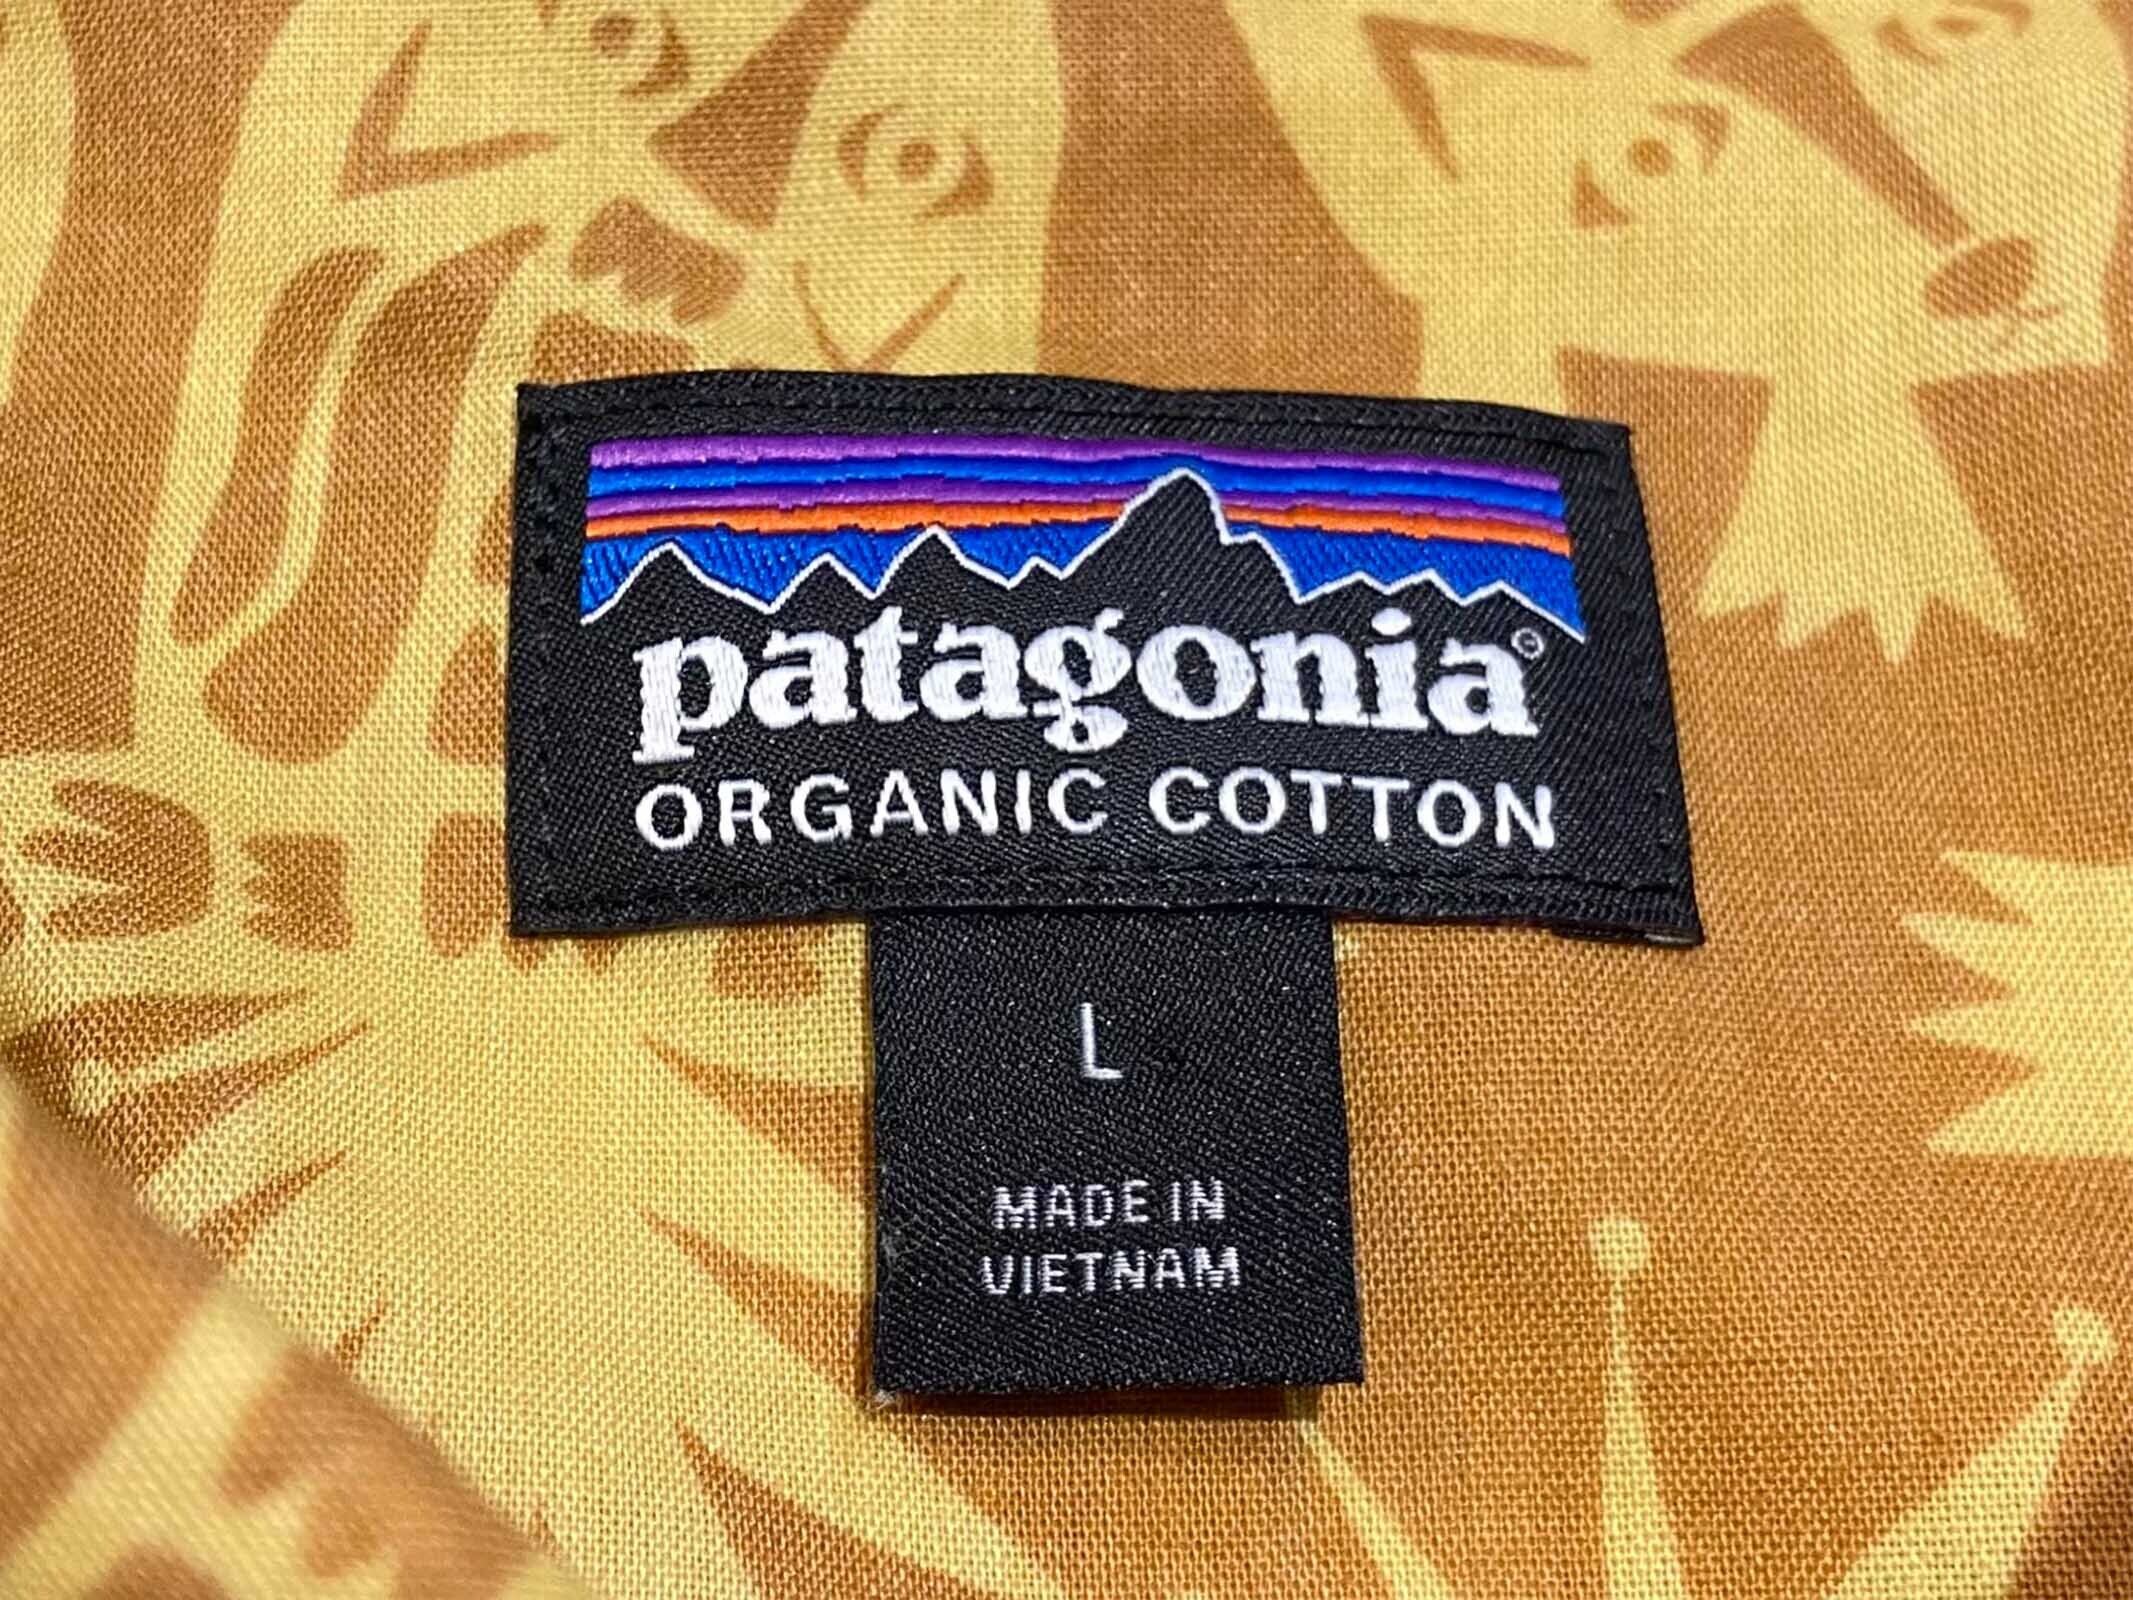 patagonia®
ORGANIC COTTON
L
MADE IN
VIETNAM